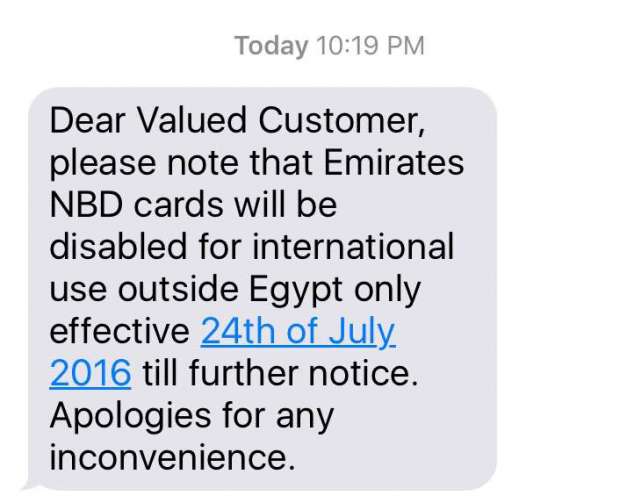 Today 10:19 PM
Dear Valued Customer,
please note that Emirates
NBD cards will be
disabled for international
use outside Egypt only
effective 24th of July
2016 till further notice.
Apologies for any
inconvenience.